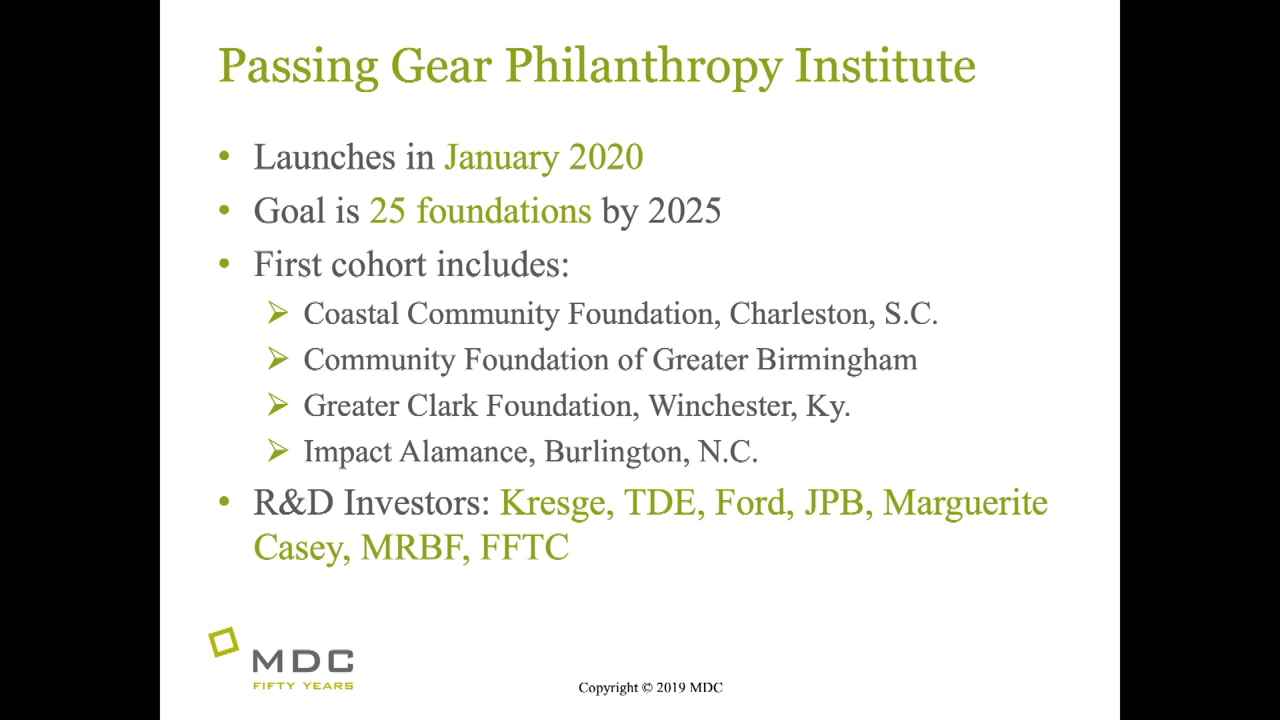 Passing Gear Philanthropy Institute
• Launches in January 2020
• Goal is 25 foundations by 2025
• First cohort includes:
➢ Coastal Community Foundation, Charleston, S.C.
➢ Community Foundation of Greater Birmingham
➢ Greater Clark Foundation, Winchester, Ky.
➢ Impact Alamance, Burlington, N.C.
• R&D Investors: Kresge, TDE, Ford, JPB, Marguerite
Casey, MRBF, FFTC
MDC
FIFTY YEARS
Copyright © 2019 MDC